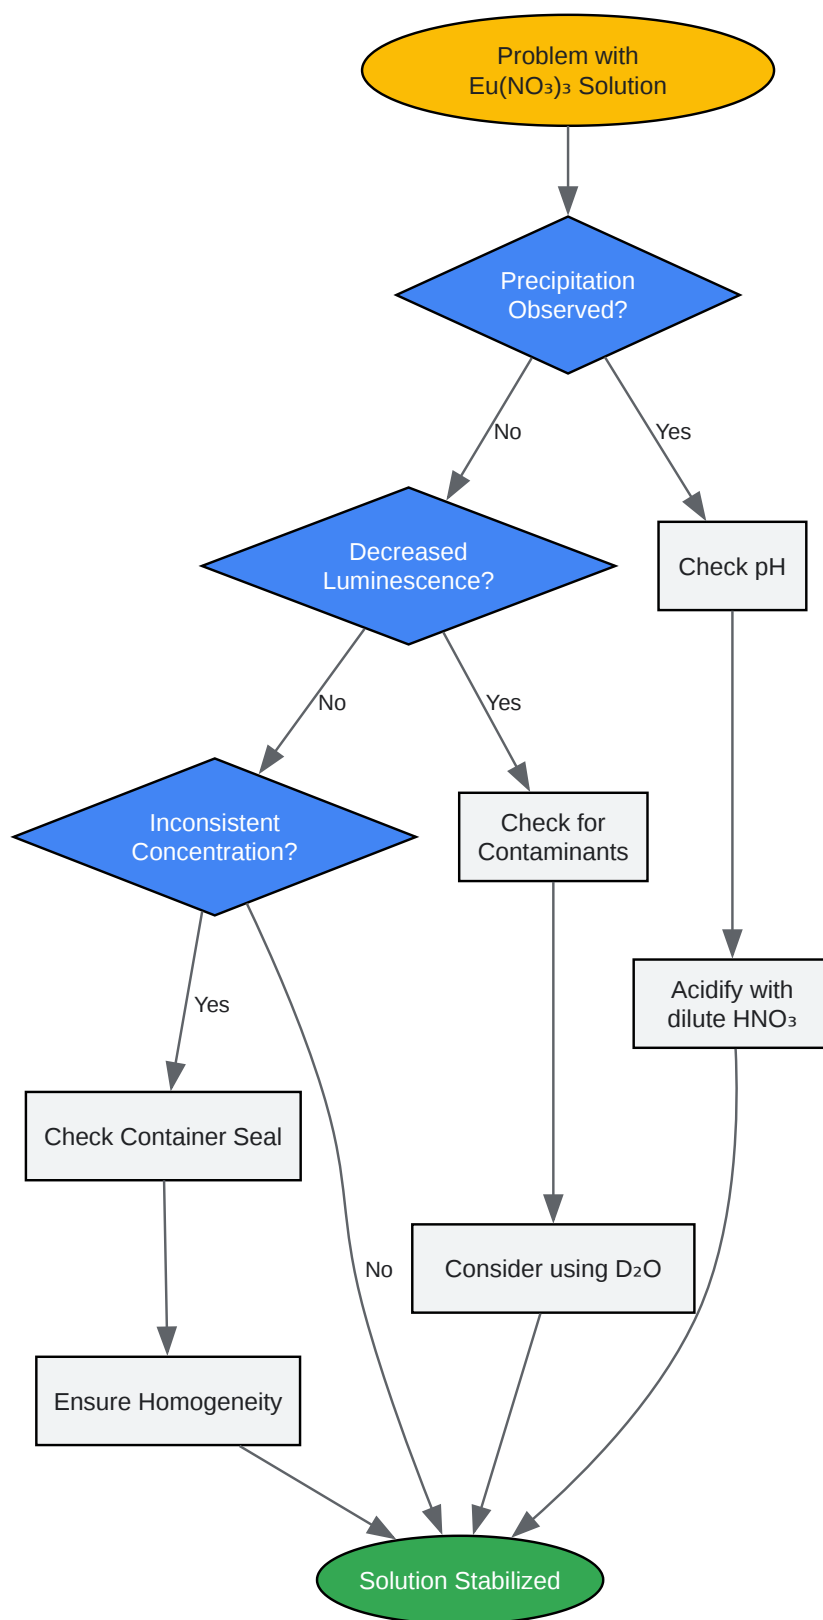 Problem with
Eu(NO₃)₃ Solution
Precipitation
Observed?
No
Yes
Decreased
Luminescence?
Check pH
No
Yes
Inconsistent
Concentration?
Check for
Contaminants
Acidify with
dilute HNO₃
Yes
Check Container Seal
No
Consider using D₂O
Ensure Homogeneity
Solution Stabilized